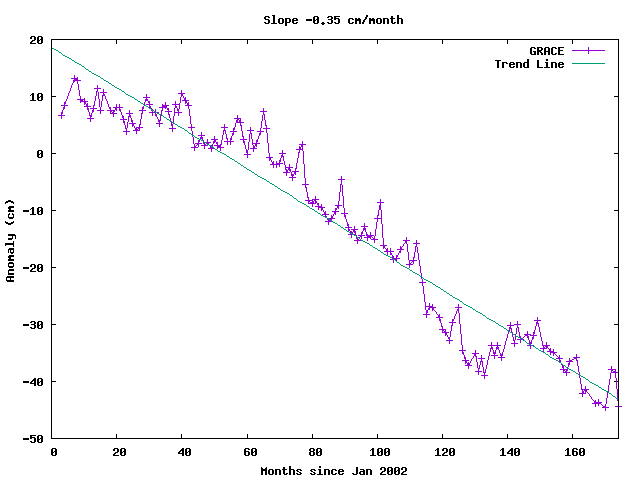 Slope -0.35 cm/month
GRACE
Trend Line
20
10
0
-10
-20
-30
-40
-50
Anomaly (cm)
0 20 40 60 80 100 120 140 160
Months since Jan 2002